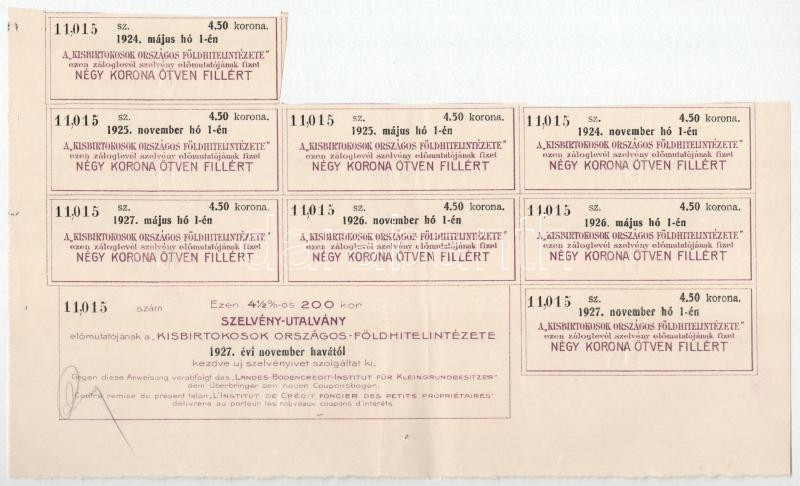 11,015 sz. 4.50 korona.
1924. május hó 1-én
A „KISBIRTOKOSOK ORSZÁGOS FÖLDHITELINTÉZETE"
ezen záloglevél szelvény előmutatójának fizet
NÉGY KORONA ÖTVEN FILLÉRT
11,015 sz. 4.50 korona.
1925. november hó 1-én
A „KISBIRTOKOSOK ORSZÁGOS FÖLDHITELINTÉZETE"
ezen záloglevél szelvény előmutatójának fizet
NÉGY KORONA ÖTVEN FILLÉRT
11,015 sz. 4.50 korona.
1925. május hó 1-én
A „KISBIRTOKOSOK ORSZÁGOS FÖLDHITELINTÉZETE"
ezen záloglevél szelvény előmutatójának fizet
NÉGY KORONA ÖTVEN FILLÉRT
11,015 sz. 4.50 korona.
1924. november hó 1-én
A „KISBIRTOKOSOK ORSZÁGOS FÖLDHITELINTÉZETE"
ezen záloglevél szelvény előmutatójának fizet
NÉGY KORONA ÖTVEN FILLÉRT
11,015 sz. 4.50 korona.
1927. május hó 1-én
A „KISBIRTOKOSOK ORSZÁGOS FÖLDHITELINTÉZETE"
ezen záloglevél szelvény előmutatójának fizet
NÉGY KORONA ÖTVEN FILLÉRT
11,015 sz. 4.50 korona.
1926. november hó 1-én
A „KISBIRTOKOSOK ORSZÁGOS FÖLDHITELINTÉZETE"
ezen záloglevél szelvény előmutatójának fizet
NÉGY KORONA ÖTVEN FILLÉRT
11,015 sz. 4.50 korona.
1926. május hó 1-én
A „KISBIRTOKOSOK ORSZÁGOS FÖLDHITELINTÉZETE"
ezen záloglevél szelvény előmutatójának fizet
NÉGY KORONA ÖTVEN FILLÉRT
11,015 szám Ezen 4½%-os 200 kor
SZELVÉNY-UTALVÁNY
előmutatójának a „KISBIRTOKOSOK ORSZÁGOS-FÖLDHITELINTÉZETE
1927. évi november havától
kezdve uj szelvényivet szolgáltat ki.
Gegen diese Anweisung verabfolgt das „LANDES-BODENCREDIT-INSTITUT FÜR KLEINGRUNDBESITZER"
dem Überbringer den neuen Couponsbogen.
Contre remise du présent talon „L'INSTITUT DE CRÉDIT FONCIER DES PETITS PROPRIÉTAIRES"
délivrera au porteur les nouveaux coupons d'intérêts.
11,015 sz. 4.50 korona.
1927. november hó 1-én
A „KISBIRTOKOSOK ORSZÁGOS FÖLDHITELINTÉZETE"
ezen záloglevél szelvény előmutatójának fizet
NÉGY KORONA ÖTVEN FILLÉRT